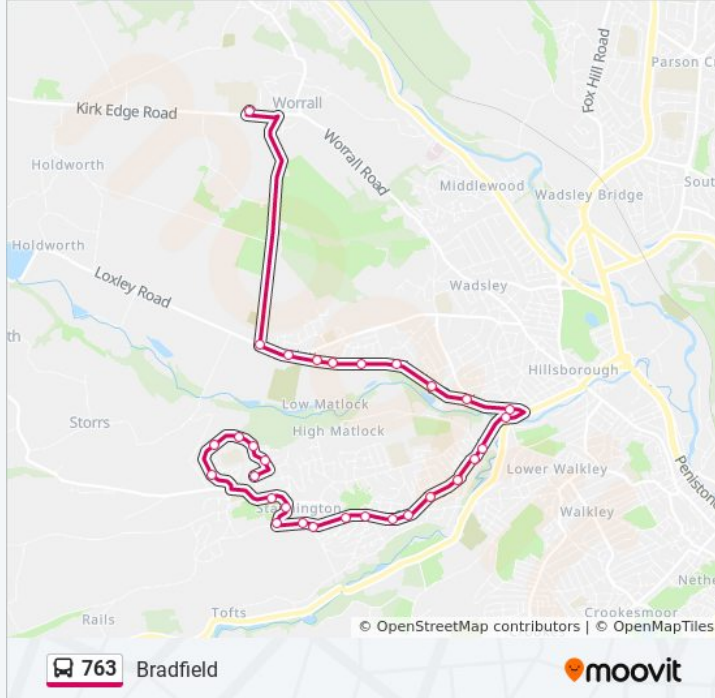 Parson C
Fox Hill Road
Kirk Edge Road
Worrall
Worrall Road
Holdworth
Middlewood
Wadsley Bridge
Sout
Holdworth
Loxley Road
Wadsley
th
Hillsborough
Low Matlock
Storrs
High Matlock
Lower Walkley
Penistone
Walkley
Tofts
Crookesmoor
Nethe
Rails
© OpenStreetMap contributors | © OpenMapTiles
763 Bradfield
moovit